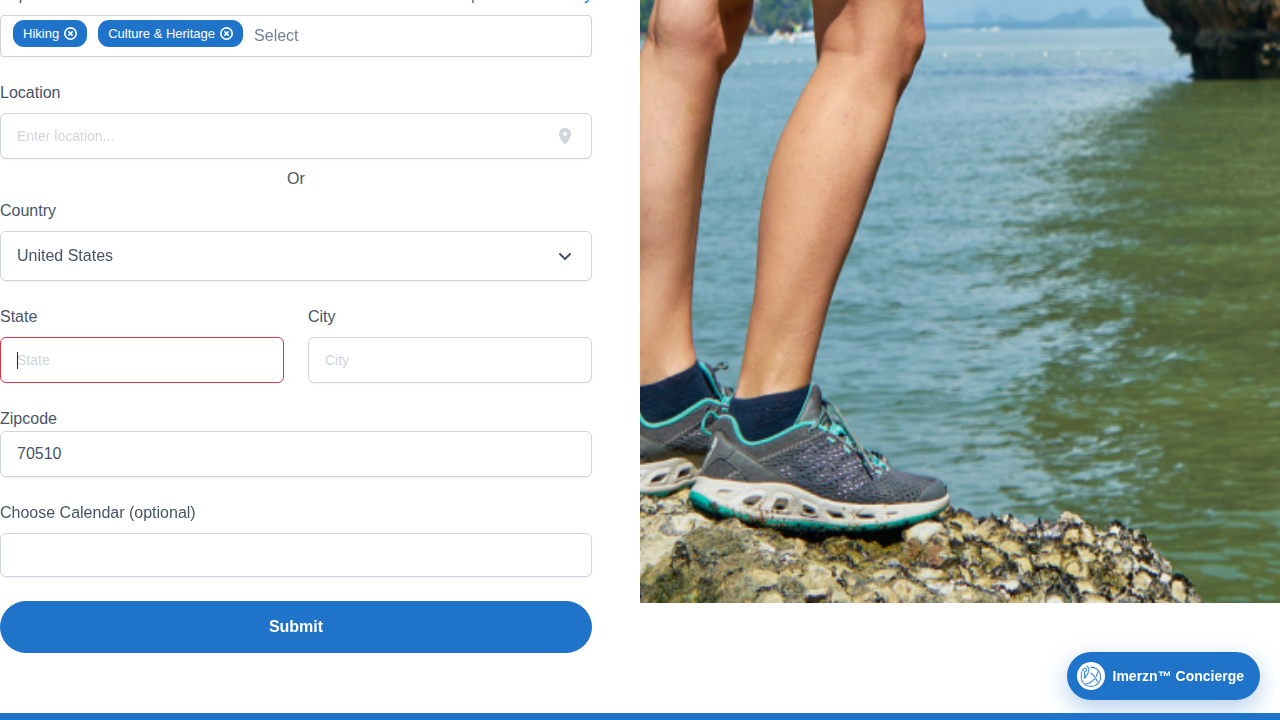 Hiking
Culture & Heritage
Select
Location
Enter location...
Or
Country
United States
State
City
State
City
Zipcode
70510
Choose Calendar (optional)
Submit
Imerzn™ Concierge